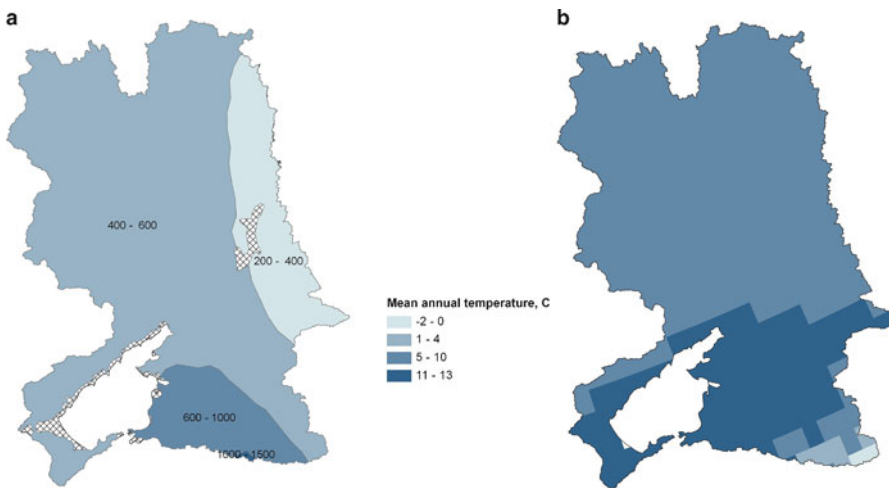 a
b
400 - 600
200 - 400
Mean annual temperature, C
-2 - 0
1 - 4
5 - 10
11 - 13
600 - 1000
1000 - 1500